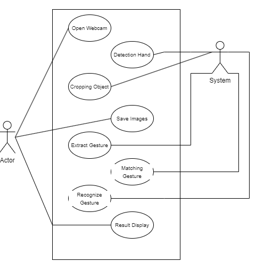 Open Webcam
Detection Hand
Cropping Object
System
Save Images
Extract Gesture
Actor
Matching
Gesture
Recognize
Gesture
Result Display